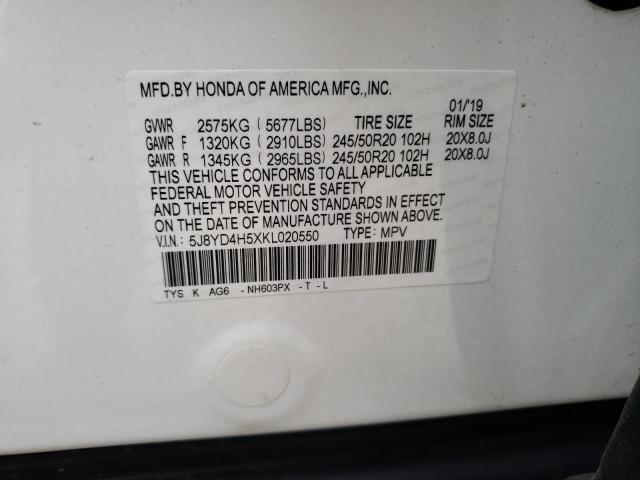 MFD.BY HONDA OF AMERICA MFG.,INC.
01/19
GVWR 2575KG (5677LBS) TIRE SIZE RIM SIZE
GAWR F 1320KG (2910LBS) 245/50R20 102H 20X8.0J
GAWR R 1345KG (2965LBS) 245/50R20 102H 20X8.0J
THIS VEHICLE CONFORMS TO ALL APPLICABLE
FEDERAL MOTOR VEHICLE SAFETY
AND THEFT PREVENTION STANDARDS IN EFFECT
ON THE DATE OF MANUFACTURE SHOWN ABOVE.
V.I.N.: 5J8YD4H5XKL020550 TYPE: MPV
TYS K AG6 -NH603PX -T -L